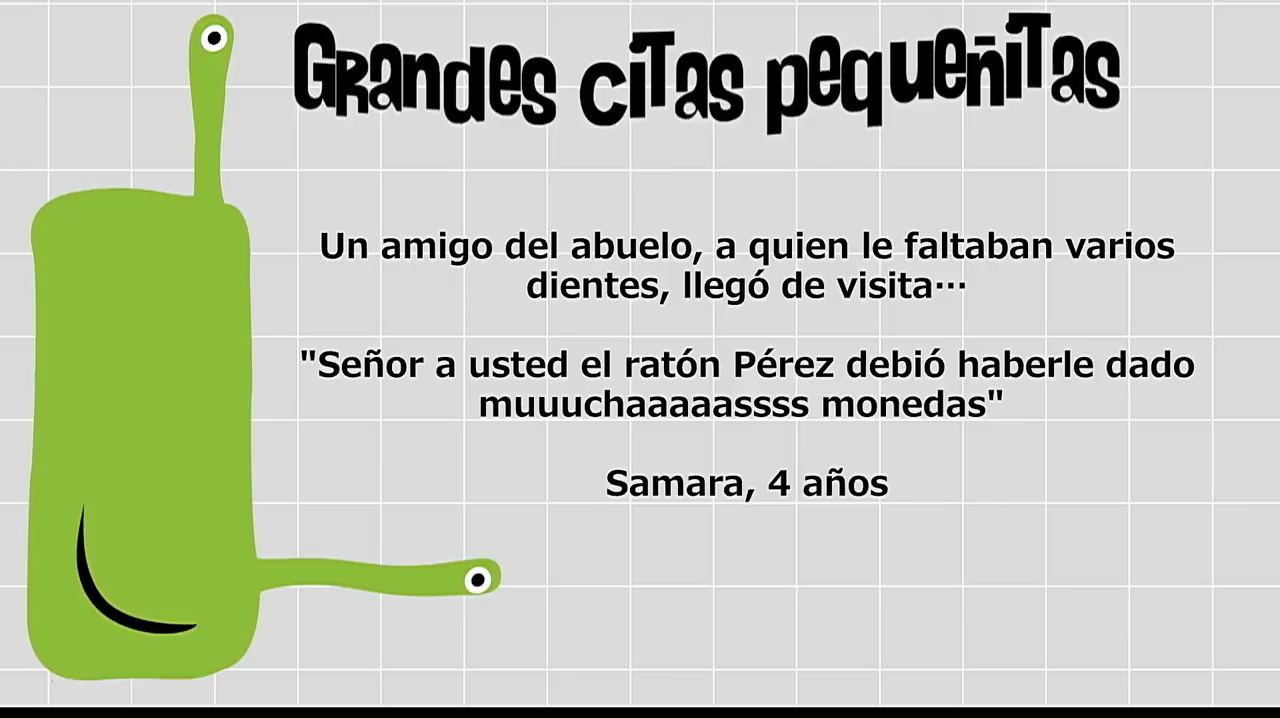 Grandes citas pequeñitas
Un amigo del abuelo, a quien le faltaban varios
dientes, llegó de visita···
"Señor a usted el ratón Pérez debió haberle dado
muuuchaaaaassss monedas"
Samara, 4 años